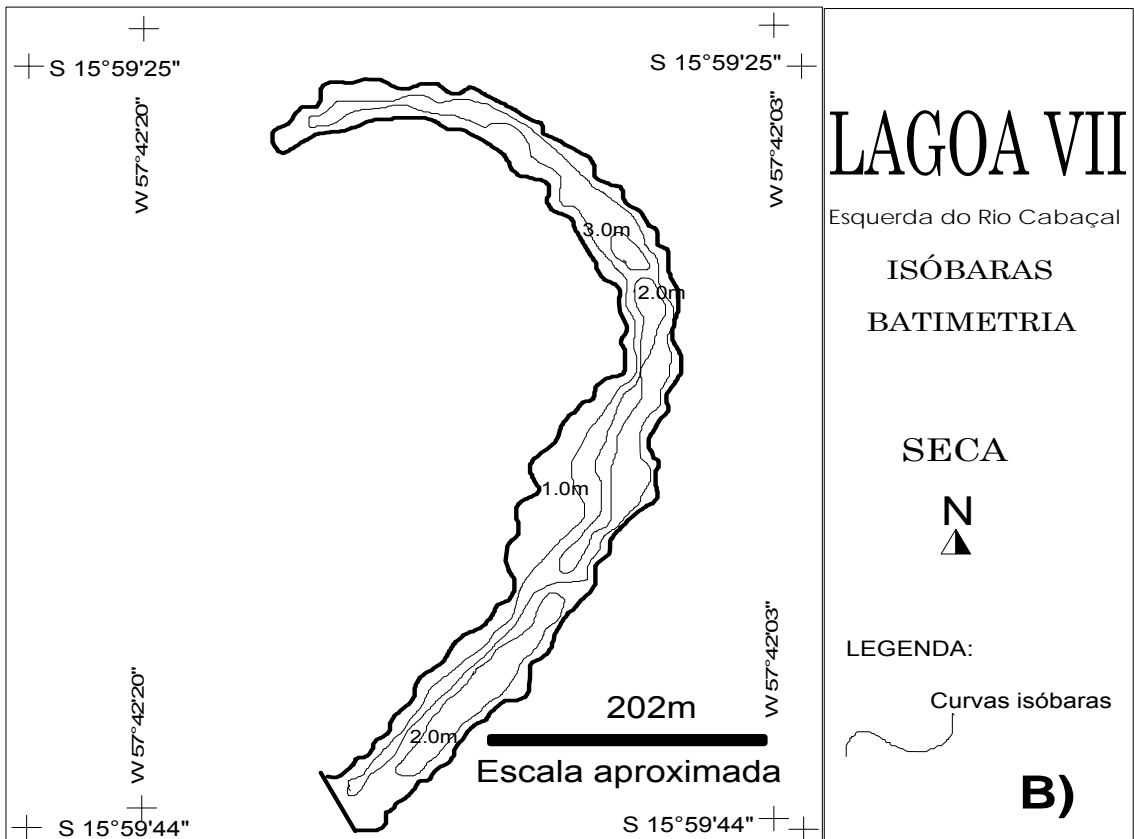 S 15°59'25"
S 15°59'25"
W 57°42'20"
W 57°42'03"
3.0m
2.0m
1.0m
2.0m
W 57°42'20"
W 57°42'03"
202m
Escala aproximada
S 15°59'44"
S 15°59'44"
LAGOA VII
Esquerda do Rio Cabaçal
ISÓBARAS
BATIMETRIA
SECA
N
LEGENDA:
Curvas isóbaras
B)